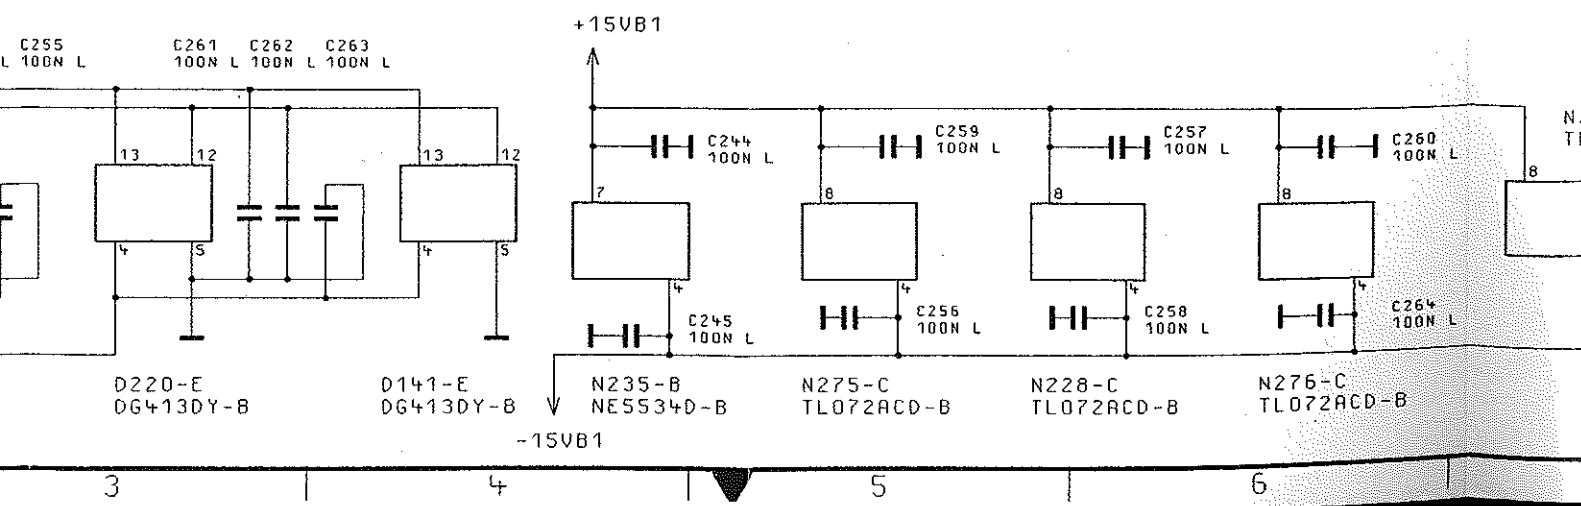 +15VB1
C255
L 100N L
C261 C262 C263
100N L 100N L 100N L
C244
100N L
C259
100N L
C257
100N L
C260
100N L
N
13 12 13 12
7 8 8 8 8
4 5 4 5
4 4 4 4
C245
100N L
C256
100N L
C258
100N L
C264
100N L
D220-E
DG413DY-B
D141-E
DG413DY-B
N235-B
NE5534D-B
N275-C
TL072ACD-B
N228-C
TL072ACD-B
N276-C
TL072ACD-B
-15VB1
3 4 5 6